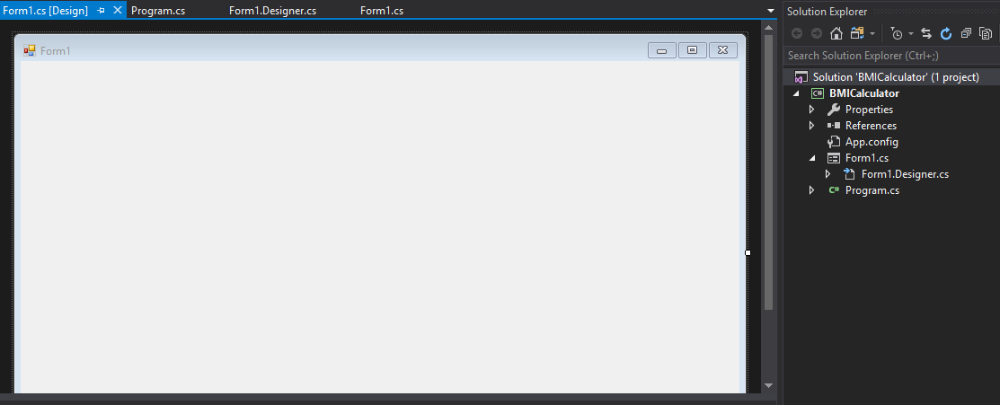 Form1.cs [Design] Program.cs Form1.Designer.cs Form1.cs
Form1
Solution Explorer
Search Solution Explorer (Ctrl+;)
Solution 'BMICalculator' (1 project)
C# BMICalculator
Properties
References
App.config
Form1.cs
Form1.Designer.cs
C# Program.cs